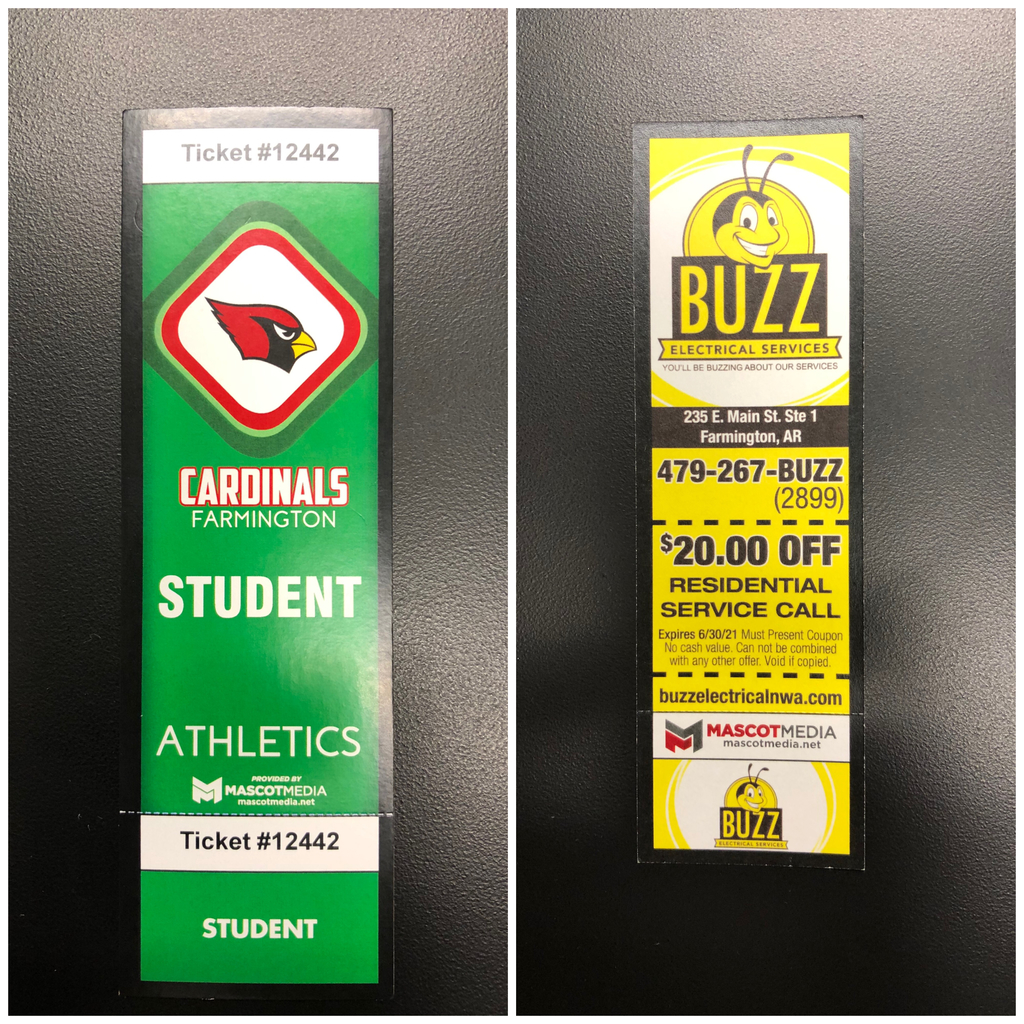 Ticket #12442
CARDINALS
FARMINGTON
STUDENT
ATHLETICS
PROVIDED BY
MASCOTMEDIA
mascotmedia.net
Ticket #12442
STUDENT
BUZZ
ELECTRICAL SERVICES
YOU'LL BE BUZZING ABOUT OUR SERVICES
235 E. Main St. Ste 1
Farmington, AR
479-267-BUZZ
(2899)
$20.00 OFF
RESIDENTIAL
SERVICE CALL
Expires 6/30/21 Must Present Coupon
No cash value. Can not be combined
with any other offer. Void if copied.
buzzelectricalnwa.com
MASCOTMEDIA
mascotmedia.net
BUZZ
ELECTRICAL SERVICES